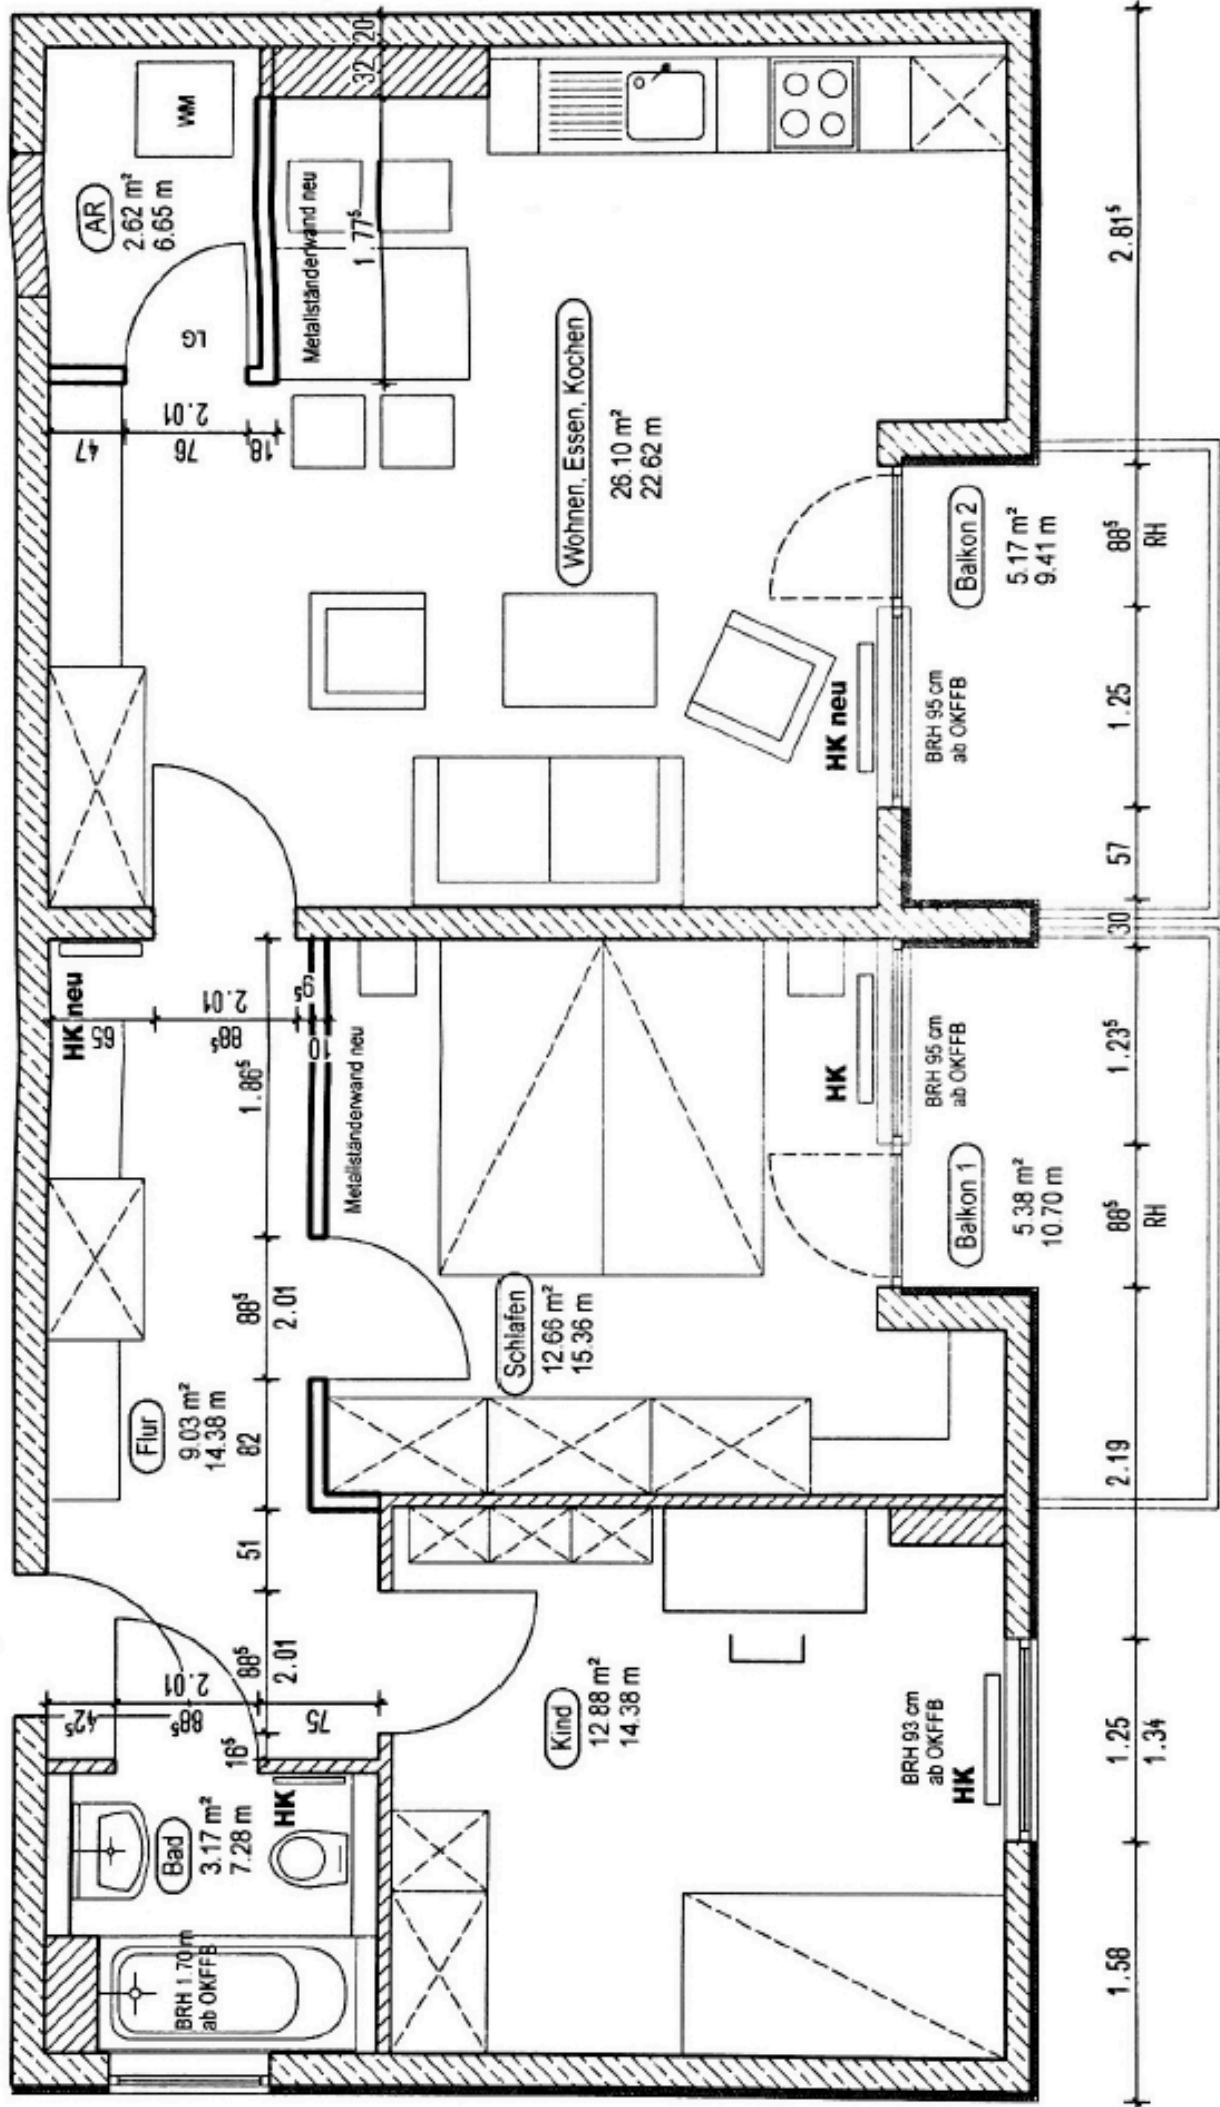 AR
2.62 m²
6.65 m
WM
LG
Metallständerwand neu
20
32
1.77⁵
47
76
2.01
18
Wohnen, Essen, Kochen
26.10 m²
22.62 m
HK neu
BRH 95 cm
ab OKFFB
Balkon 2
5.17 m²
9.41 m
2.81⁵
88⁵
RH
1.25
57
30
HK neu
65
88⁵
2.01
10
1.86⁵
Metallständerwand neu
88⁵
2.01
82
51
88⁵
2.01
Flur
9.03 m²
14.38 m
Schlafen
12.66 m²
15.36 m
HK
BRH 95 cm
ab OKFFB
Balkon 1
5.38 m²
10.70 m
1.23⁵
88⁵
RH
2.19
42⁵
88⁵
2.01
75
16⁵
Bad
3.17 m²
7.28 m
HK
BRH 1.70 m
ab OKFFB
Kind
12.88 m²
14.38 m
BRH 93 cm
ab OKFFB
HK
1.25
1.34
1.58